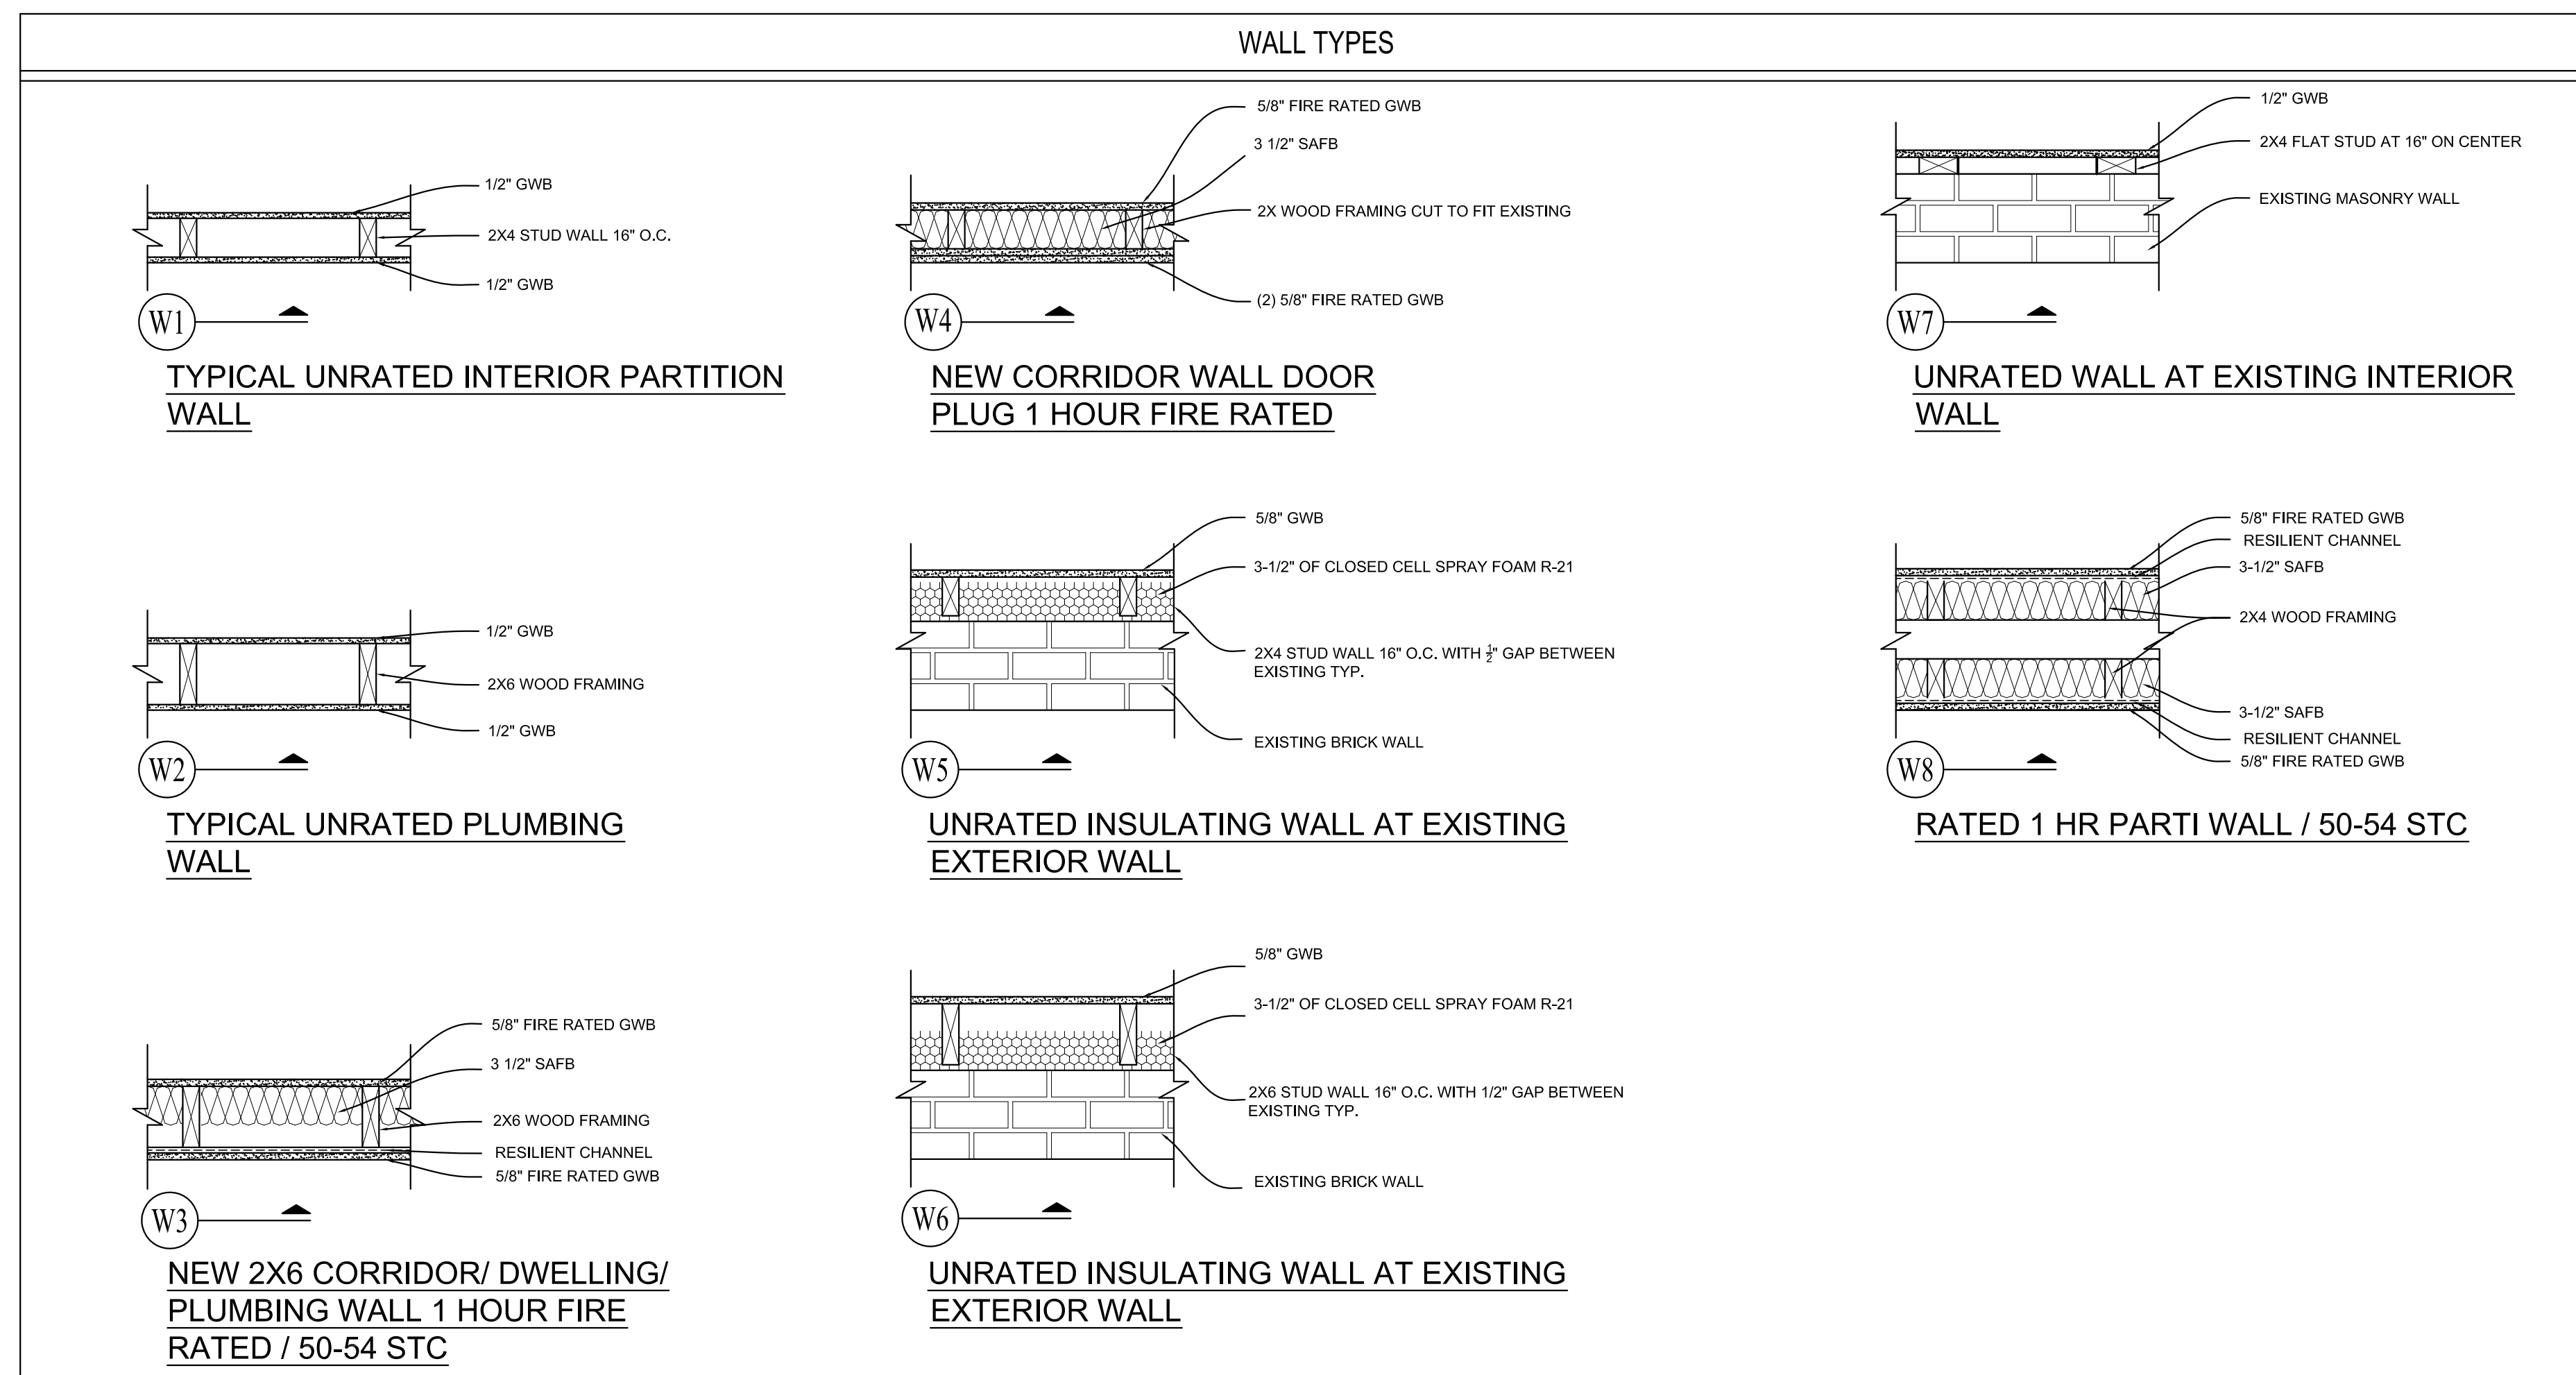 WALL TYPES
1/2" GWB
2X4 STUD WALL 16" O.C.
1/2" GWB
W1
TYPICAL UNRATED INTERIOR PARTITION
WALL
1/2" GWB
2X6 WOOD FRAMING
1/2" GWB
W2
TYPICAL UNRATED PLUMBING
WALL
5/8" FIRE RATED GWB
3 1/2" SAFB
2X6 WOOD FRAMING
RESILIENT CHANNEL
5/8" FIRE RATED GWB
W3
NEW 2X6 CORRIDOR/ DWELLING/
PLUMBING WALL 1 HOUR FIRE
RATED / 50-54 STC
5/8" FIRE RATED GWB
3 1/2" SAFB
2X WOOD FRAMING CUT TO FIT EXISTING
(2) 5/8" FIRE RATED GWB
W4
NEW CORRIDOR WALL DOOR
PLUG 1 HOUR FIRE RATED
5/8" GWB
3-1/2" OF CLOSED CELL SPRAY FOAM R-21
2X4 STUD WALL 16" O.C. WITH ½" GAP BETWEEN
EXISTING TYP.
EXISTING BRICK WALL
W5
UNRATED INSULATING WALL AT EXISTING
EXTERIOR WALL
5/8" GWB
3-1/2" OF CLOSED CELL SPRAY FOAM R-21
2X6 STUD WALL 16" O.C. WITH 1/2" GAP BETWEEN
EXISTING TYP.
EXISTING BRICK WALL
W6
UNRATED INSULATING WALL AT EXISTING
EXTERIOR WALL
1/2" GWB
2X4 FLAT STUD AT 16" ON CENTER
EXISTING MASONRY WALL
W7
UNRATED WALL AT EXISTING INTERIOR
WALL
5/8" FIRE RATED GWB
RESILIENT CHANNEL
3-1/2" SAFB
2X4 WOOD FRAMING
3-1/2" SAFB
RESILIENT CHANNEL
5/8" FIRE RATED GWB
W8
RATED 1 HR PARTI WALL / 50-54 STC